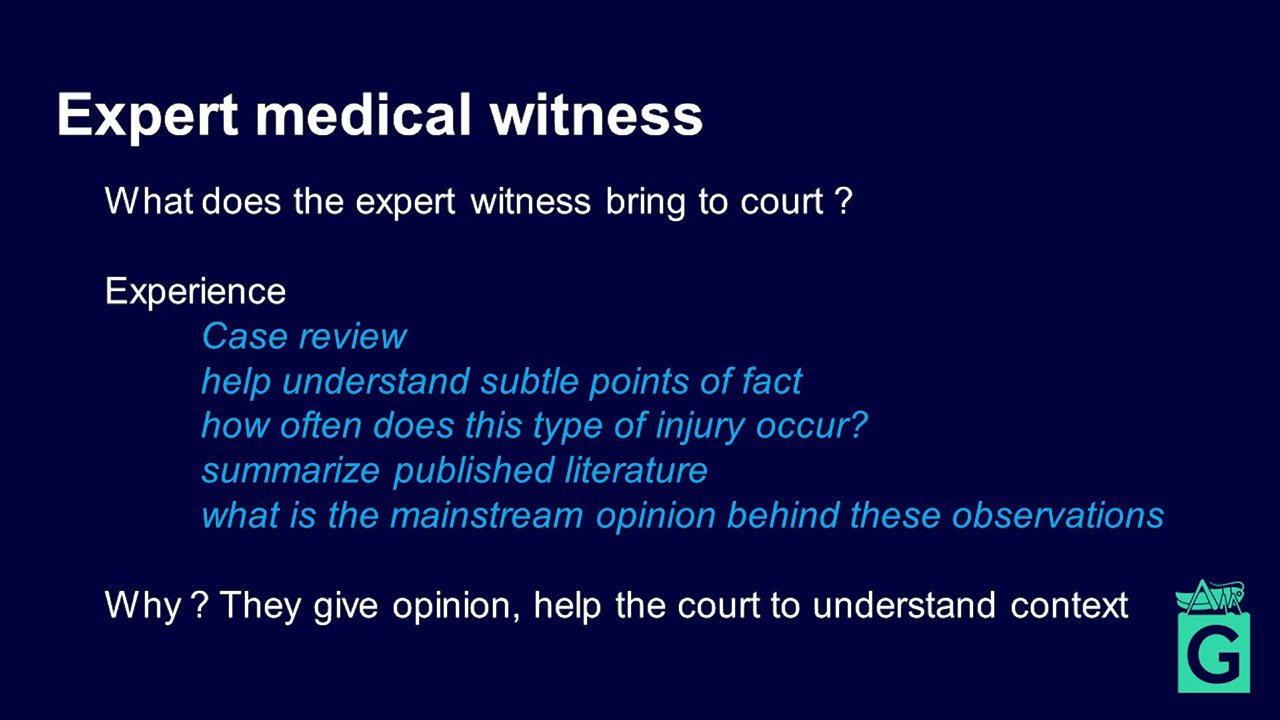 Expert medical witness
What does the expert witness bring to court ?
Experience
Case review
help understand subtle points of fact
how often does this type of injury occur?
summarize published literature
what is the mainstream opinion behind these observations
Why ? They give opinion, help the court to understand context
G